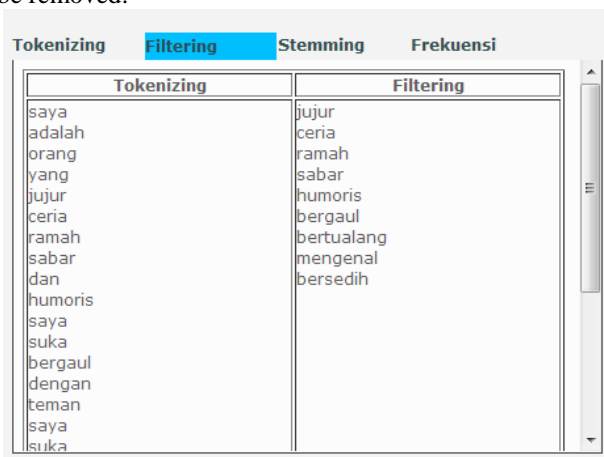 be removed.
Tokenizing Filtering Stemming Frekuensi
Tokenizing Filtering
saya jujur
adalah ceria
orang ramah
yang sabar
jujur humoris
ceria bergaul
ramah bertualang
sabar mengenal
dan bersedih
humoris
saya
suka
bergaul
dengan
teman
saya
suka